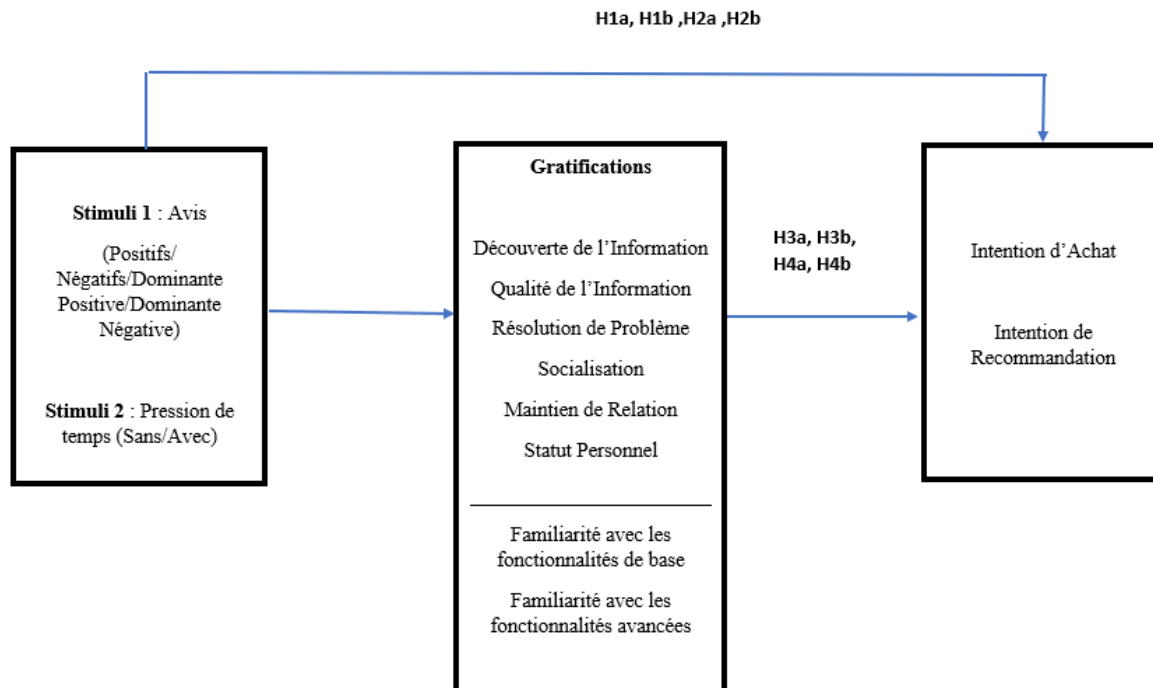 H1a, H1b ,H2a ,H2b
Stimuli 1 : Avis
(Positifs/
Négatifs/Dominante
Positive/Dominante
Négative)
Stimuli 2 : Pression de
temps (Sans/Avec)
Gratifications
Découverte de l’Information
Qualité de l’Information
Résolution de Problème
Socialisation
Maintien de Relation
Statut Personnel
Familiarité avec les
fonctionnalités de base
Familiarité avec les
fonctionnalités avancées
H3a, H3b,
H4a, H4b
Intention d’Achat
Intention de
Recommandation